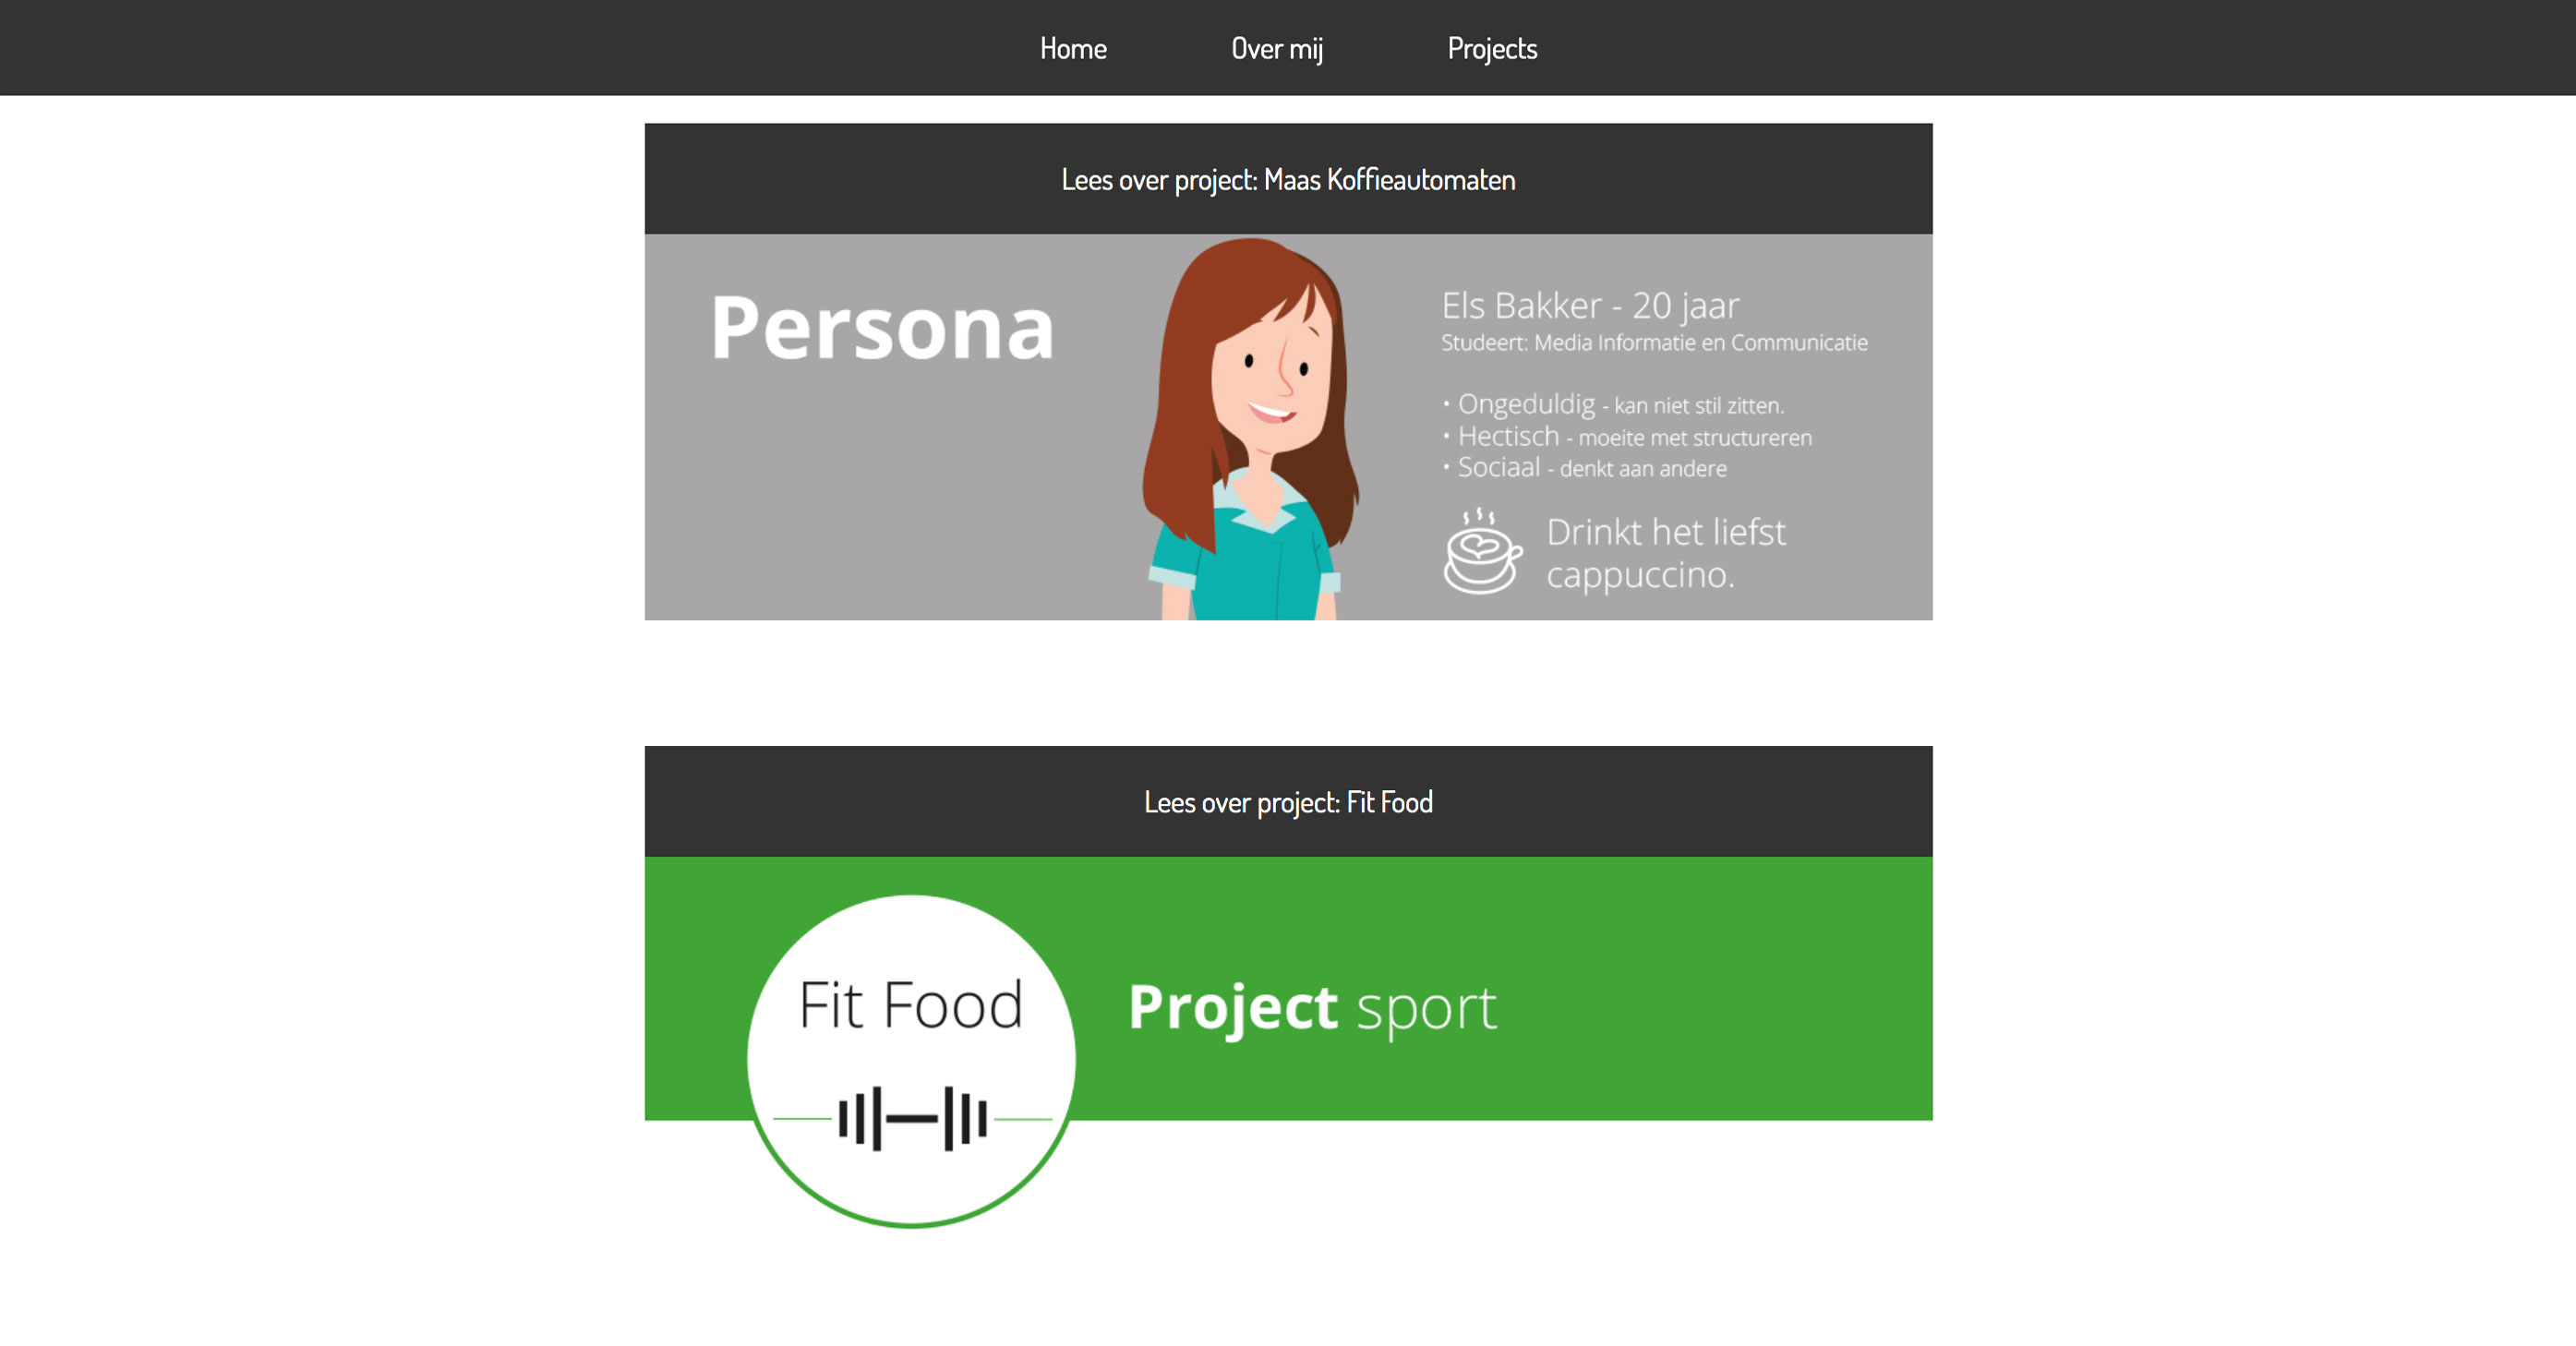 Home Over mij Projects
Lees over project: Maas Koffieautomaten
Persona
Els Bakker - 20 jaar
Studeert: Media Informatie en Communicatie
• Ongeduldig - kan niet stil zitten.
• Hectisch - moeite met structureren
• Sociaal - denkt aan andere
Drinkt het liefst
cappuccino.
Lees over project: Fit Food
Fit Food
Project sport